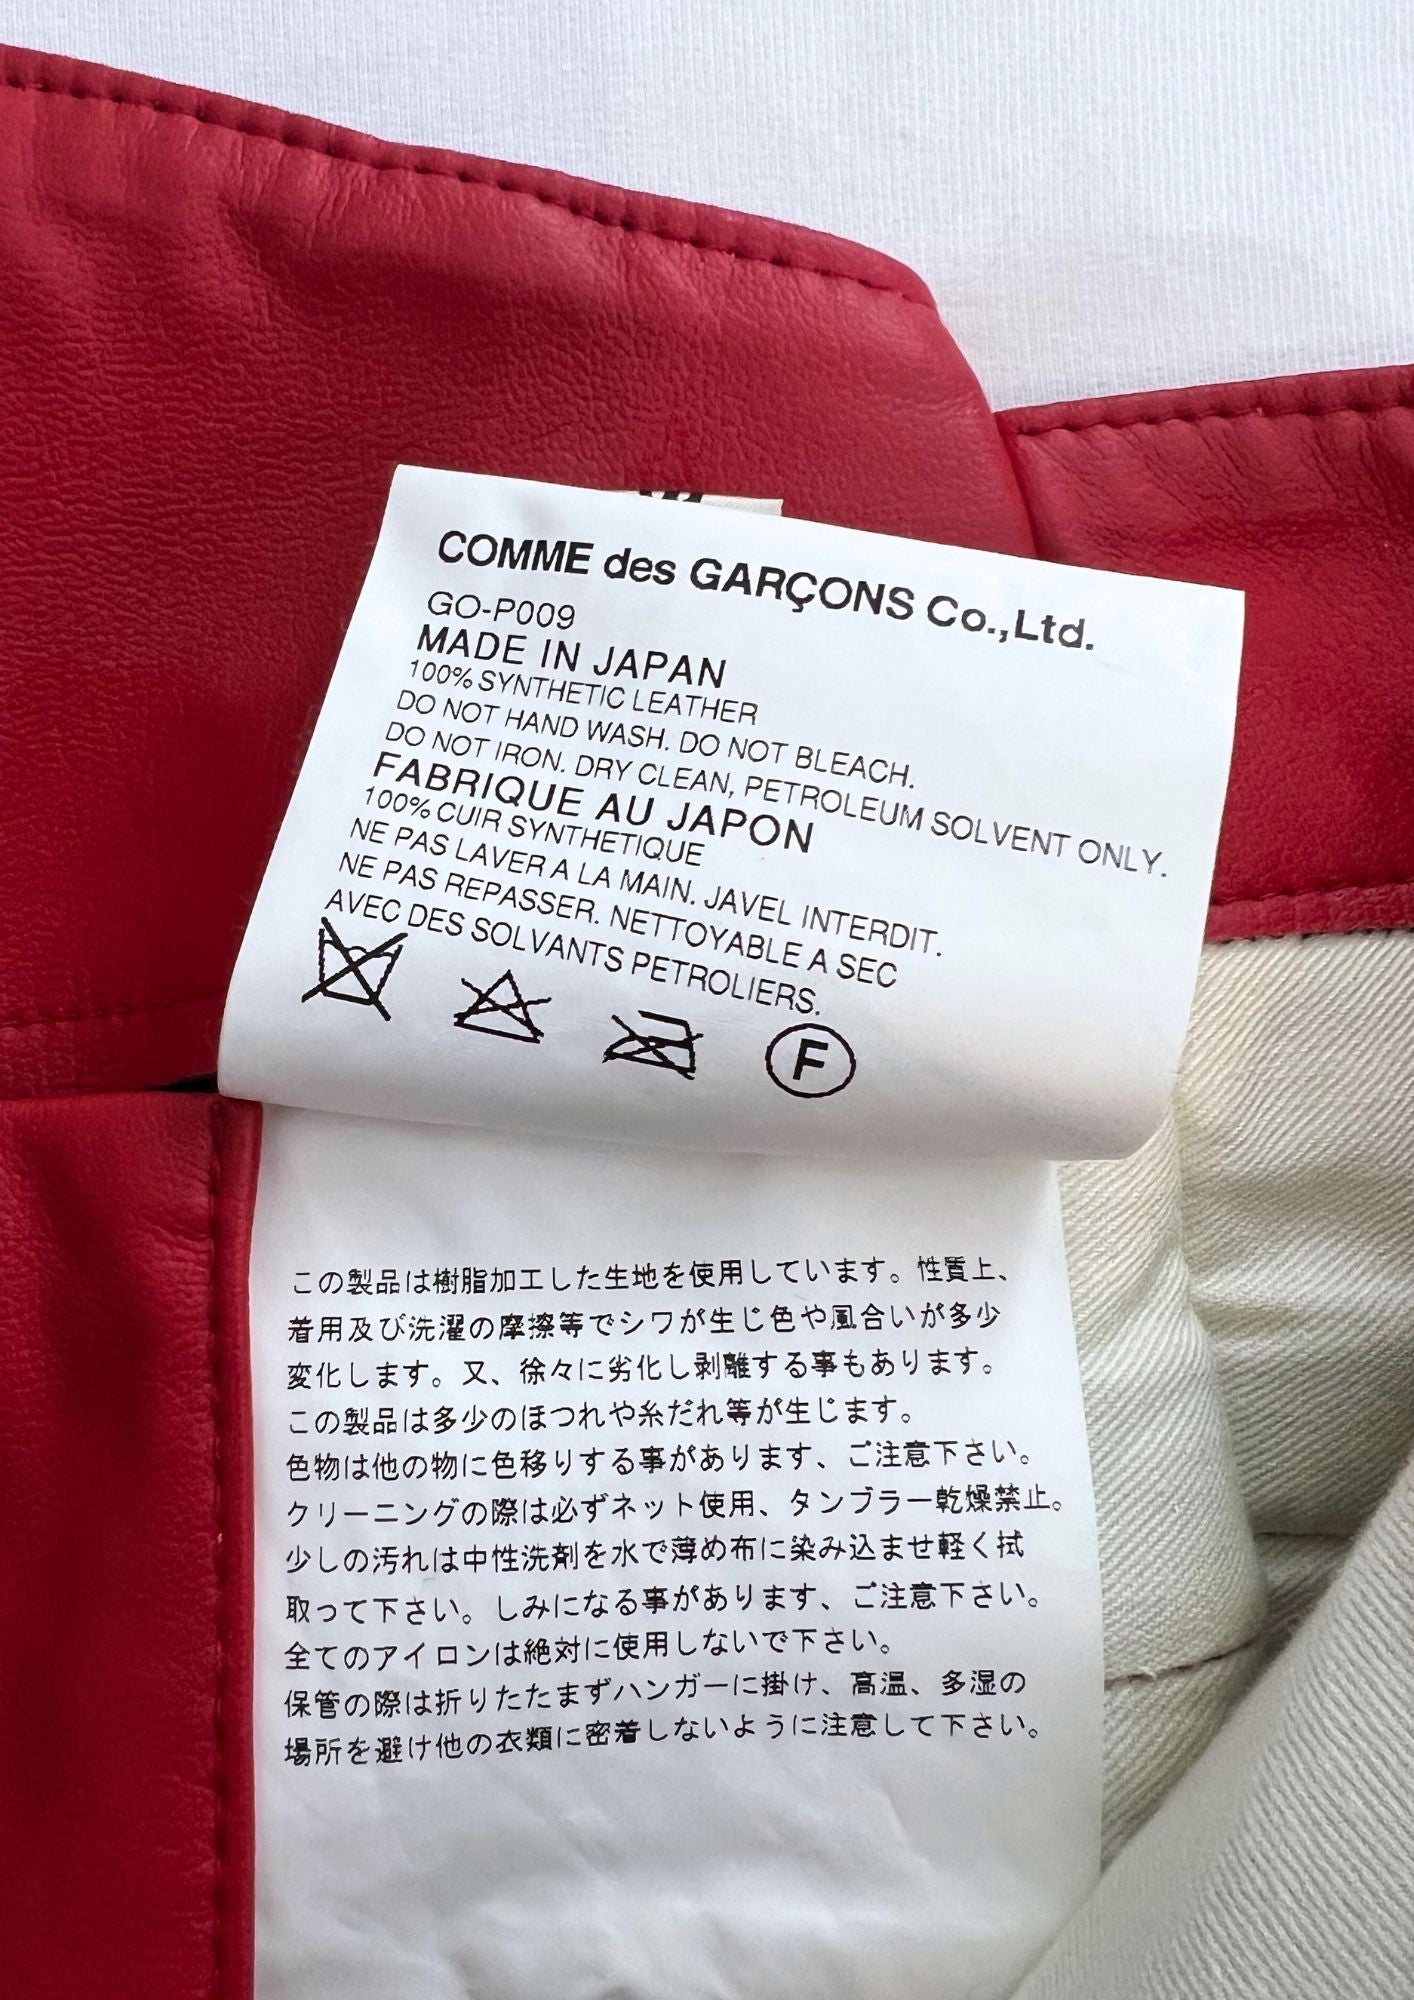 COMME des GARÇONS Co.,Ltd.
GO-P009
MADE IN JAPAN
100% SYNTHETIC LEATHER
DO NOT HAND WASH. DO NOT BLEACH.
DO NOT IRON. DRY CLEAN, PETROLEUM SOLVENT ONLY.
FABRIQUE AU JAPON
100% CUIR SYNTHETIQUE
NE PAS LAVER A LA MAIN. JAVEL INTERDIT.
NE PAS REPASSER. NETTOYABLE A SEC
AVEC DES SOLVANTS PETROLIERS.
F
この製品は樹脂加工した生地を使用しています。性質上、
着用及び洗濯の摩擦等でシワが生じ色や風合いが多少
変化します。又、徐々に劣化し剥離する事もあります。
この製品は多少のほつれや糸だれ等が生じます。
色物は他の物に色移りする事があります、ご注意下さい。
クリーニングの際は必ずネット使用、タンブラー乾燥禁止。
少しの汚れは中性洗剤を水で薄め布に染み込ませ軽く拭
取って下さい。しみになる事があります、ご注意下さい。
全てのアイロンは絶対に使用しないで下さい。
保管の際は折りたたまずハンガーに掛け、高温、多湿の
場所を避け他の衣類に密着しないように注意して下さい。